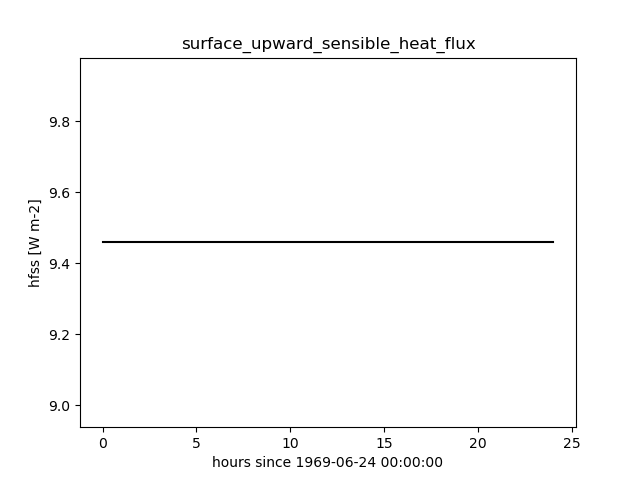 surface_upward_sensible_heat_flux
hfss [W m-2]
9.8
9.6
9.4
9.2
9.0
0 5 10 15 20 25
hours since 1969-06-24 00:00:00